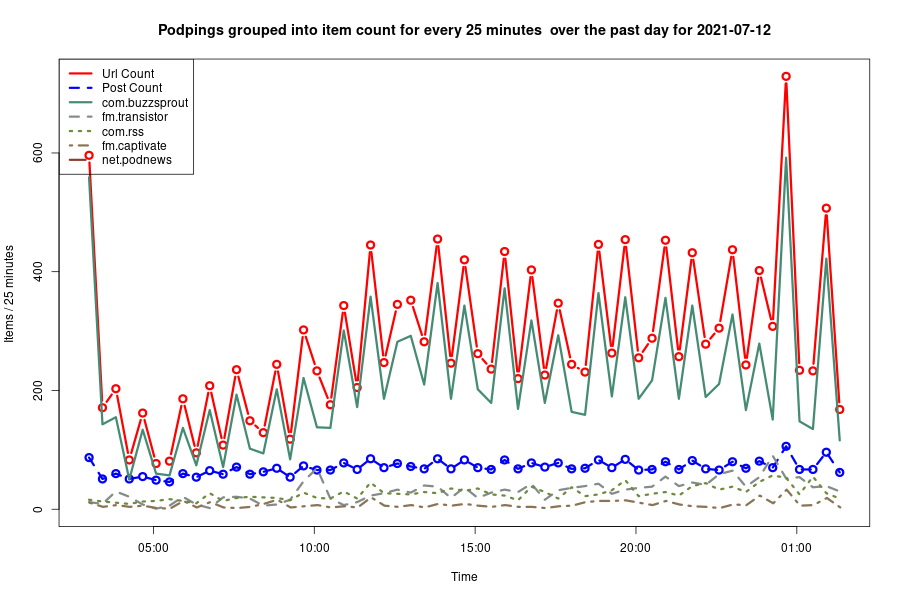 Podpings grouped into item count for every 25 minutes  over the past day for 2021-07-12
Url Count
Post Count
com.buzzsprout
fm.transistor
com.rss
fm.captivate
net.podnews
Items / 25 minutes
600
400
200
0
05:00
10:00
15:00
20:00
01:00
Time